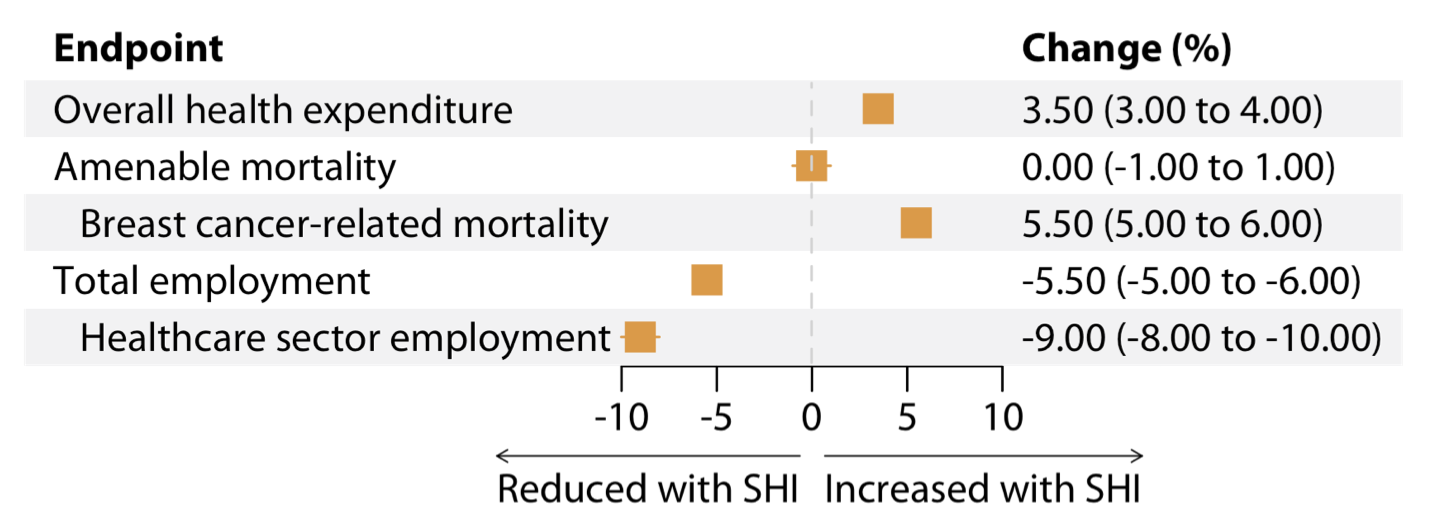 Endpoint Change (%)
Overall health expenditure 3.50 (3.00 to 4.00)
Amenable mortality 0.00 (-1.00 to 1.00)
Breast cancer-related mortality 5.50 (5.00 to 6.00)
Total employment -5.50 (-5.00 to -6.00)
Healthcare sector employment -9.00 (-8.00 to -10.00)
-10 -5 0 5 10
Reduced with SHI Increased with SHI